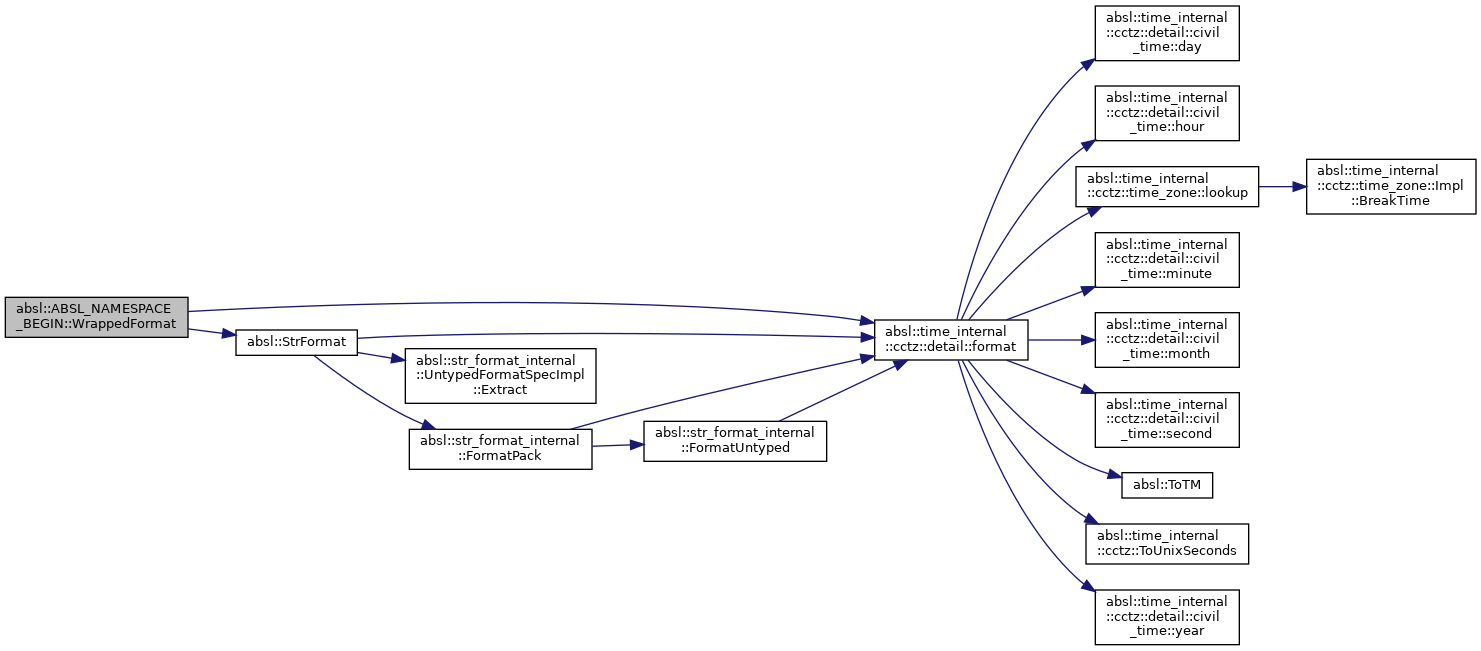 absl::ABSL_NAMESPACE
_BEGIN::WrappedFormat
absl::StrFormat
absl::str_format_internal
::UntypedFormatSpecImpl
::Extract
absl::str_format_internal
::FormatPack
absl::str_format_internal
::FormatUntyped
absl::time_internal
::cctz::detail::format
absl::time_internal
::cctz::detail::civil
_time::day
absl::time_internal
::cctz::detail::civil
_time::hour
absl::time_internal
::cctz::time_zone::lookup
absl::time_internal
::cctz::time_zone::Impl
::BreakTime
absl::time_internal
::cctz::detail::civil
_time::minute
absl::time_internal
::cctz::detail::civil
_time::month
absl::time_internal
::cctz::detail::civil
_time::second
absl::ToTM
absl::time_internal
::cctz::ToUnixSeconds
absl::time_internal
::cctz::detail::civil
_time::year